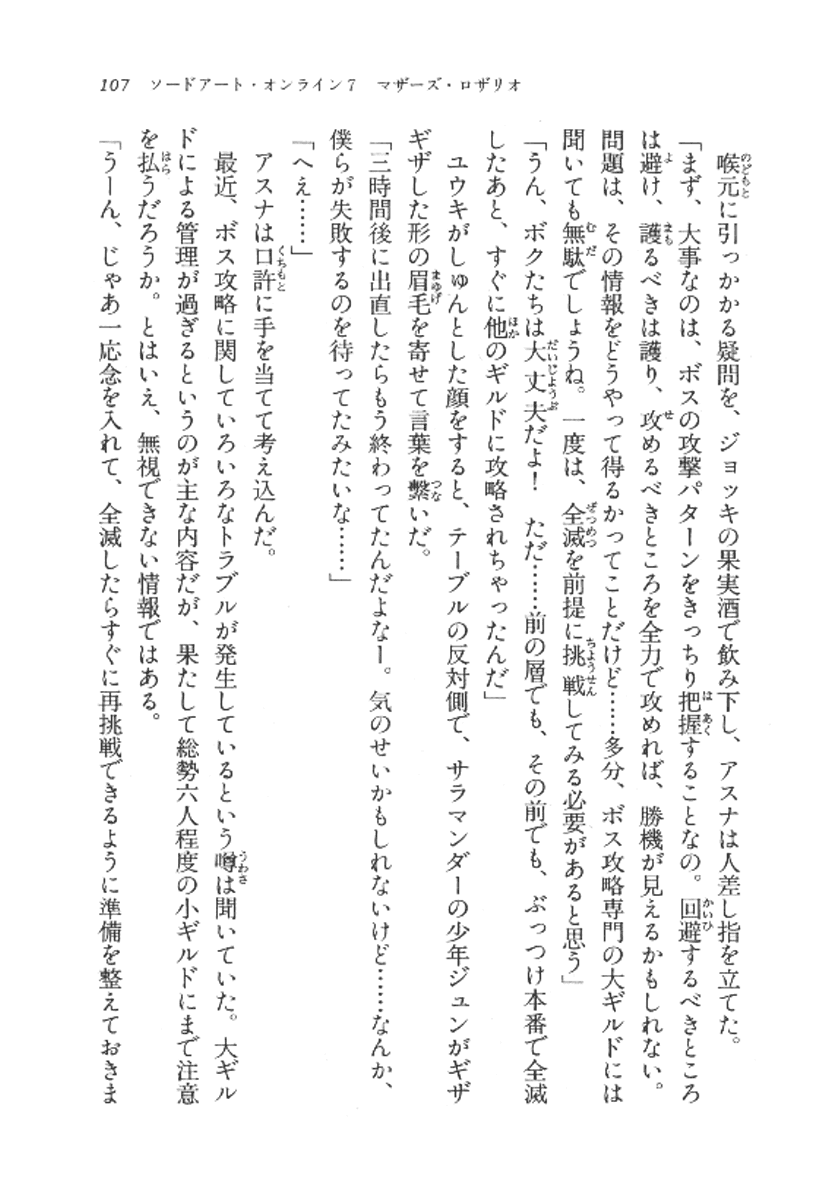 107 ソードアート・オンライン7 マザーズ・ロザリオ
喉元に引っかかる疑問を、ジョッキの果実酒で飲み下し、アスナは人差し指を立てた。
「まず、大事なのは、ボスの攻撃パターンをきっちり把握することなの。回避するべきところ
は避け、護るべきは護り、攻めるべきところを全力で攻めれば、勝機が見えるかもしれない。
問題は、その情報をどうやって得るかってことだけど……多分、ボス攻略専門の大ギルドには
聞いても無駄でしょうね。一度は、全滅を前提に挑戦してみる必要があると思う」
「うん、ボクたちは大丈夫だよ！　ただ……前の層でも、その前でも、ぶっつけ本番で全滅
したあと、すぐに他のギルドに攻略されちゃったんだ」
ユウキがしゅんとした顔をすると、テーブルの反対側で、サラマンダーの少年ジュンがギザ
ギザした形の眉毛を寄せて言葉を繋いだ。
「三時間後に出直したらもう終わってたんだよなー。気のせいかもしれないけど……なんか、
僕らが失敗するのを待ってたみたいな……」
「へぇ……」
アスナは口許に手を当てて考え込んだ。
最近、ボス攻略に関していろいろなトラブルが発生しているという噂は聞いていた。大ギル
ドによる管理が過ぎるというのが主な内容だが、果たして総勢六人程度の小ギルドにまで注意
を払うだろうか。とはいえ、無視できない情報ではある。
「うーん、じゃあ一応念を入れて、全滅したらすぐに再挑戦できるように準備を整えておきま